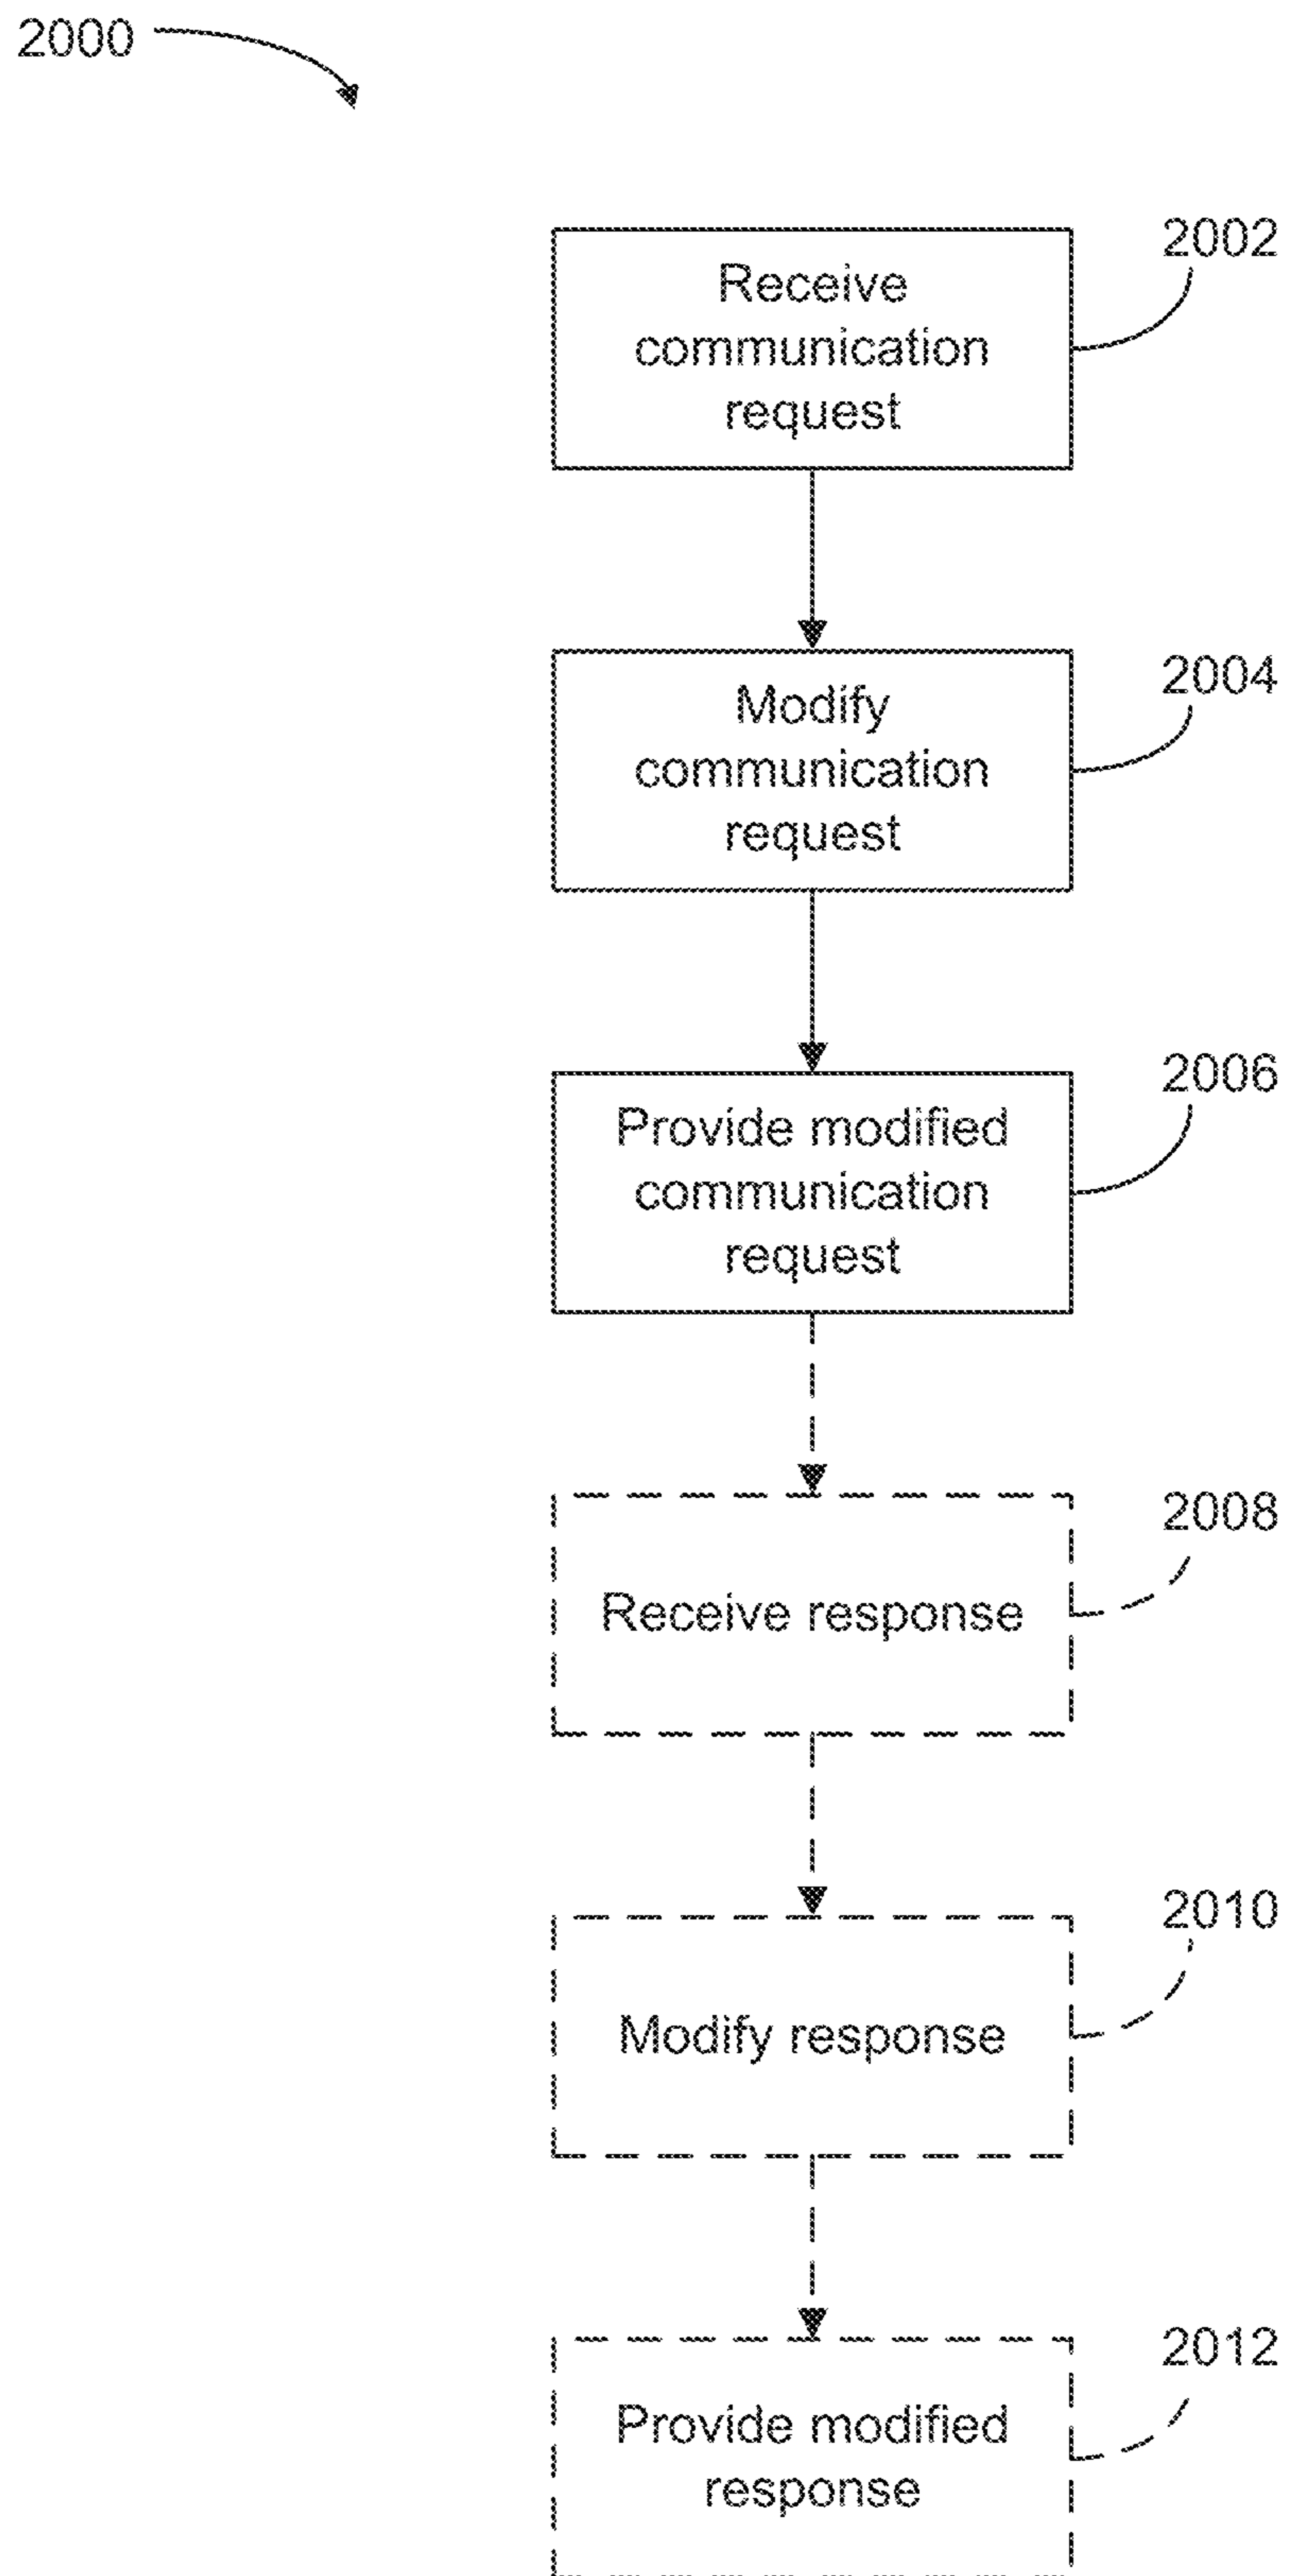 2000
2002
Receive
communication
request
2004
Modify
communication
request
2006
Provide modified
communication
request
2008
Receive response
2010
Modify response
2012
Provide modified
response